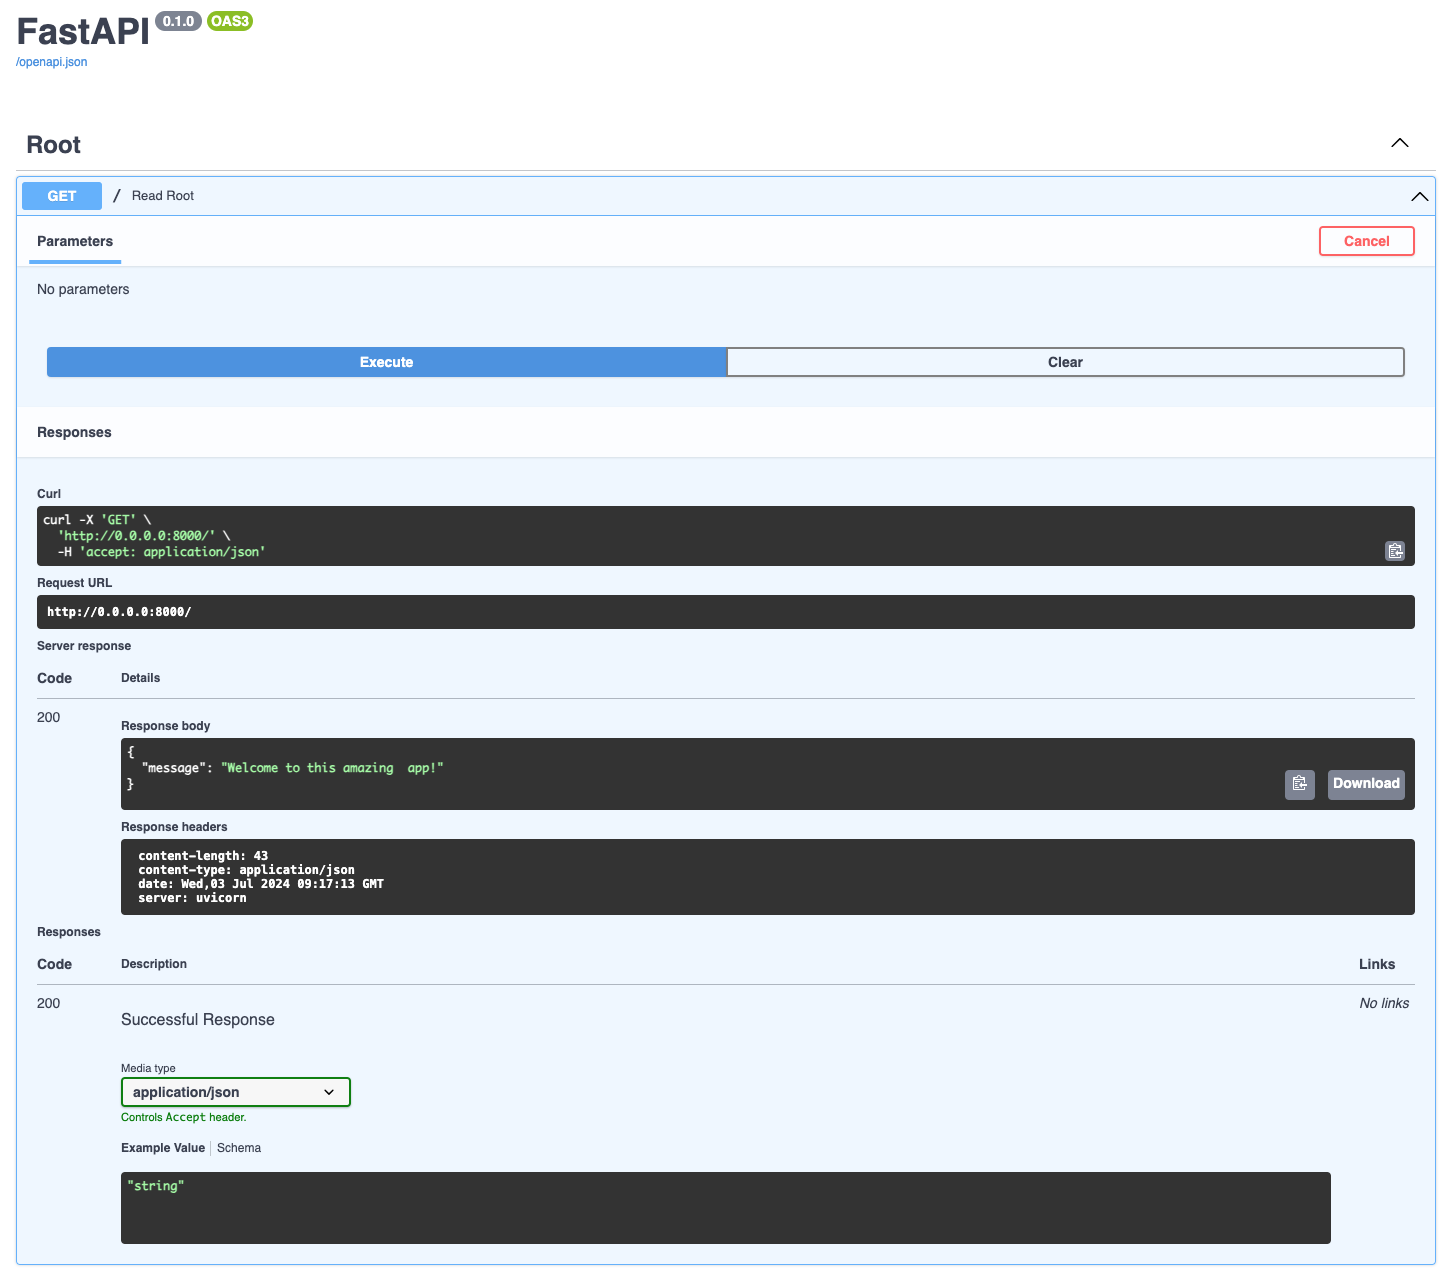 FastAPI 0.1.0 OAS3
/openapi.json
Root
GET / Read Root
Parameters Cancel
No parameters
Execute Clear
Responses
Curl
curl -X 'GET' \
  'http://0.0.0.0:8000/' \
  -H 'accept: application/json'
Request URL
http://0.0.0.0:8000/
Server response
Code Details
200
Response body
{
  "message": "Welcome to this amazing  app!"
}
Download
Response headers
content-length: 43
content-type: application/json
date: Wed,03 Jul 2024 09:17:13 GMT
server: uvicorn
Responses
Code Description Links
200 No links
Successful Response
Media type
application/json
Controls Accept header.
Example Value Schema
"string"